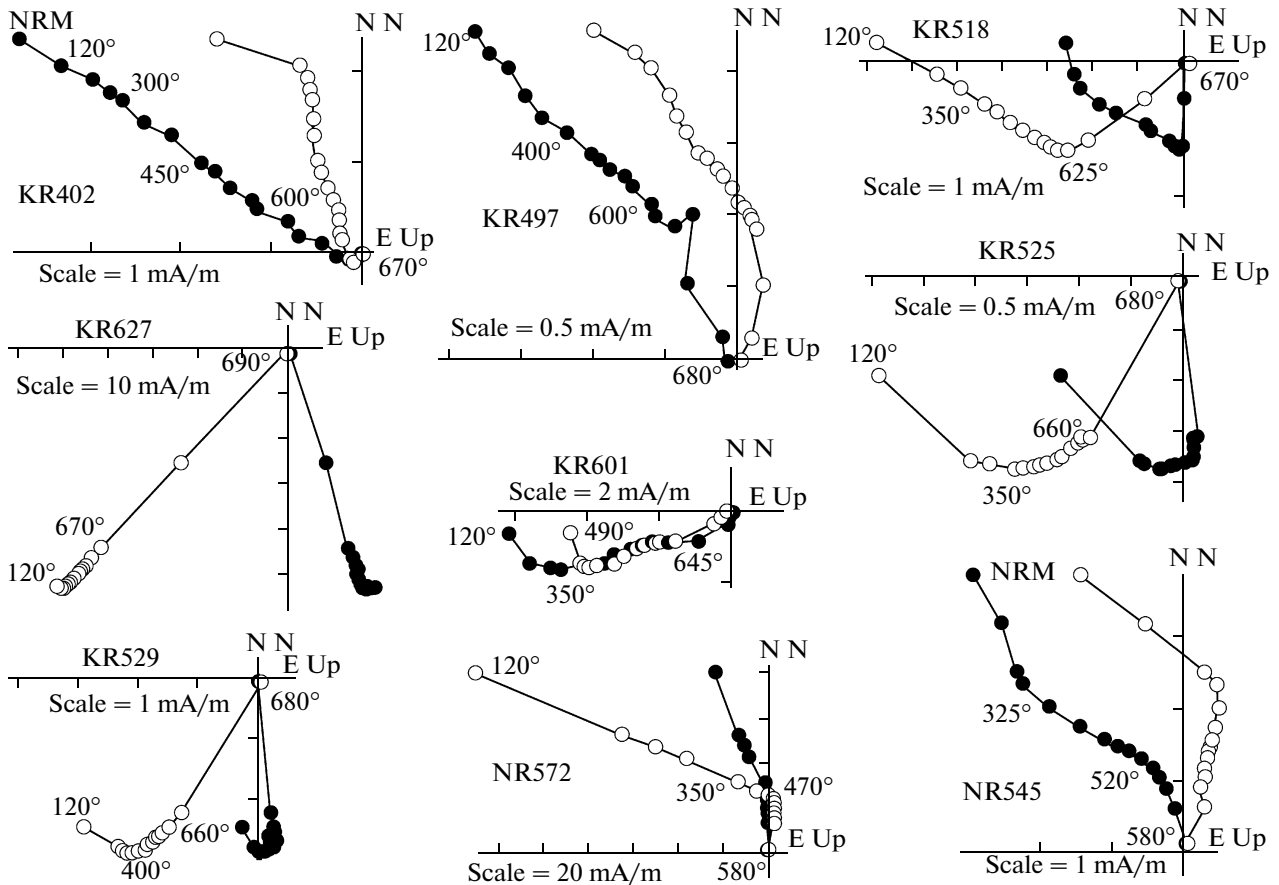 NRM
N N
120°
300°
450°
600°
KR402
E Up
Scale = 1 mA/m
670°
N N
120°
400°
600°
KR497
Scale = 0.5 mA/m
E Up
680°
N N
120°
KR518
E Up
670°
350°
625°
Scale = 1 mA/m
N N
KR525
E Up
Scale = 0.5 mA/m
680°
120°
660°
350°
N N
KR627
E Up
690°
Scale = 10 mA/m
670°
120°
N N
KR601
Scale = 2 mA/m
E Up
120°
490°
645°
350°
N N
NRM
325°
520°
NR545
580°
E Up
Scale = 1 mA/m
N N
KR529
E Up
Scale = 1 mA/m
680°
120°
660°
400°
N N
120°
NR572
350°
470°
E Up
Scale = 20 mA/m
580°